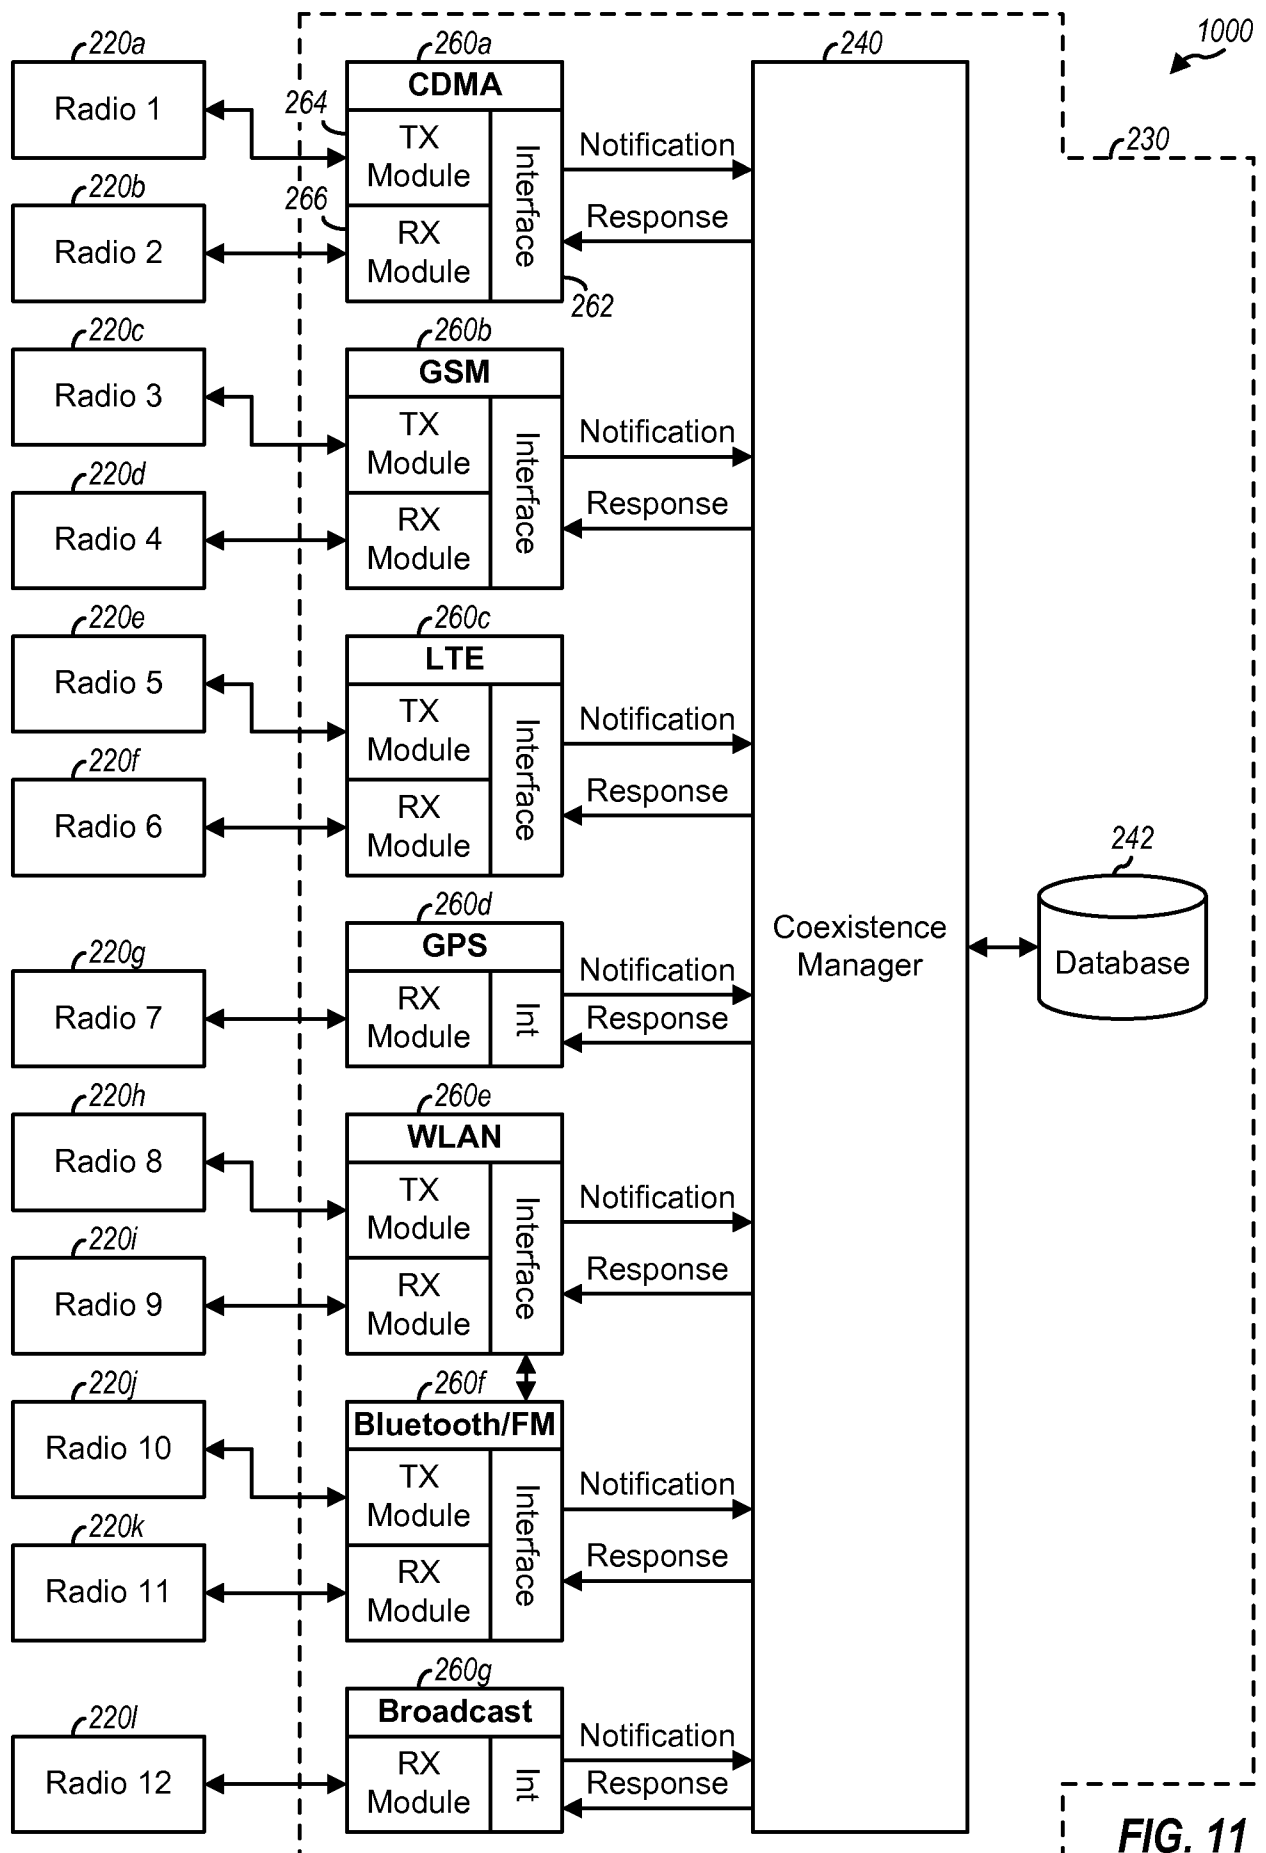 1000
230
220a
Radio 1
220b
Radio 2
264
266
260a
CDMA
TX
Module
RX
Module
Interface
262
Notification
Response
240
Coexistence
Manager
242
Database
220c
Radio 3
220d
Radio 4
260b
GSM
TX
Module
RX
Module
Interface
Notification
Response
220e
Radio 5
220f
Radio 6
260c
LTE
TX
Module
RX
Module
Interface
Notification
Response
220g
Radio 7
260d
GPS
RX
Module
Int
Notification
Response
220h
Radio 8
220i
Radio 9
260e
WLAN
TX
Module
RX
Module
Interface
Notification
Response
220j
Radio 10
220k
Radio 11
260f
Bluetooth/FM
TX
Module
RX
Module
Interface
Notification
Response
220l
Radio 12
260g
Broadcast
RX
Module
Int
Notification
Response
FIG. 11